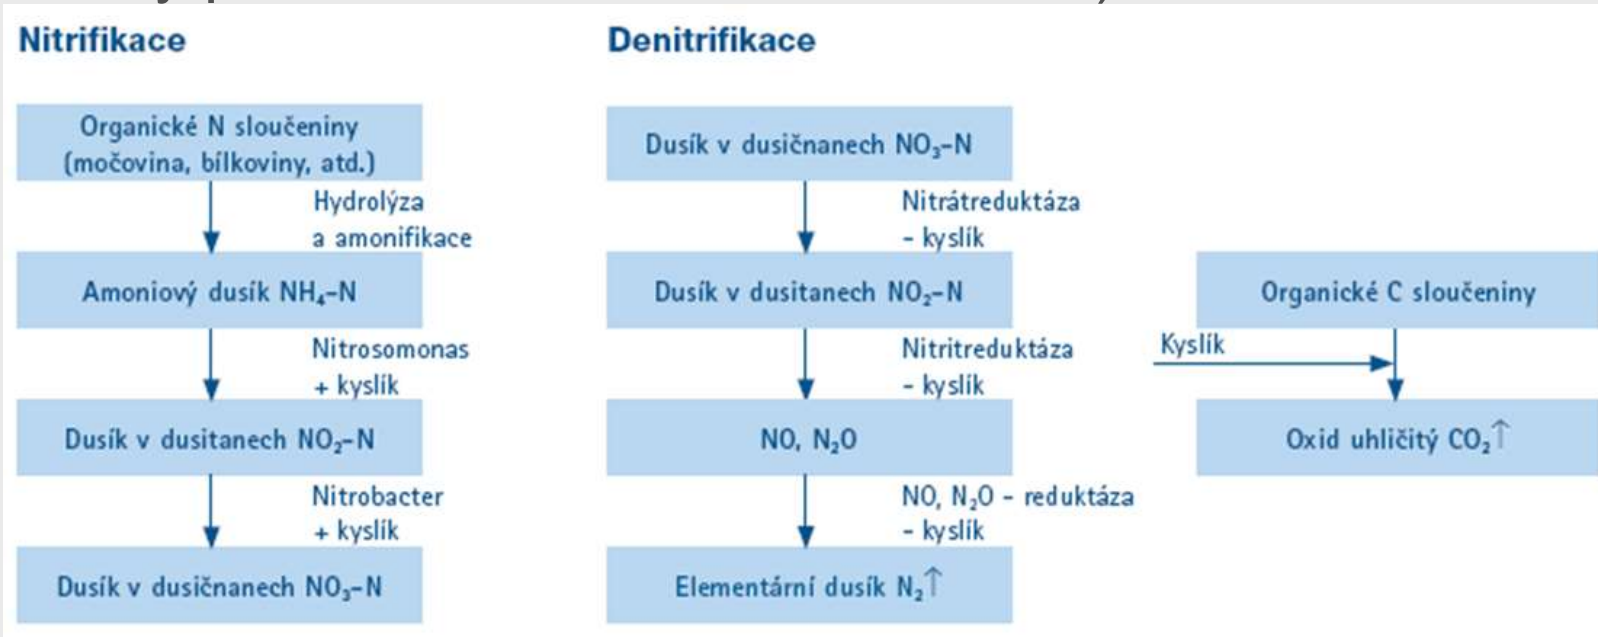 Nitrifikace
Organické N sloučeniny
(močovina, bílkoviny, atd.)
Hydrolýza
a amonifikace
Amoniový dusík NH₄-N
Nitrosomonas
+ kyslík
Dusík v dusitanech NO₂-N
Nitrobacter
+ kyslík
Dusík v dusičnanech NO₃-N
Denitrifikace
Dusík v dusičnanech NO₃-N
Nitrátreduktáza
- kyslík
Dusík v dusitanech NO₂-N
Nitritreduktáza
- kyslík
NO, N₂O
NO, N₂O - reduktáza
- kyslík
Elementární dusík N₂↑
Organické C sloučeniny
Kyslík
Oxid uhličitý CO₂↑